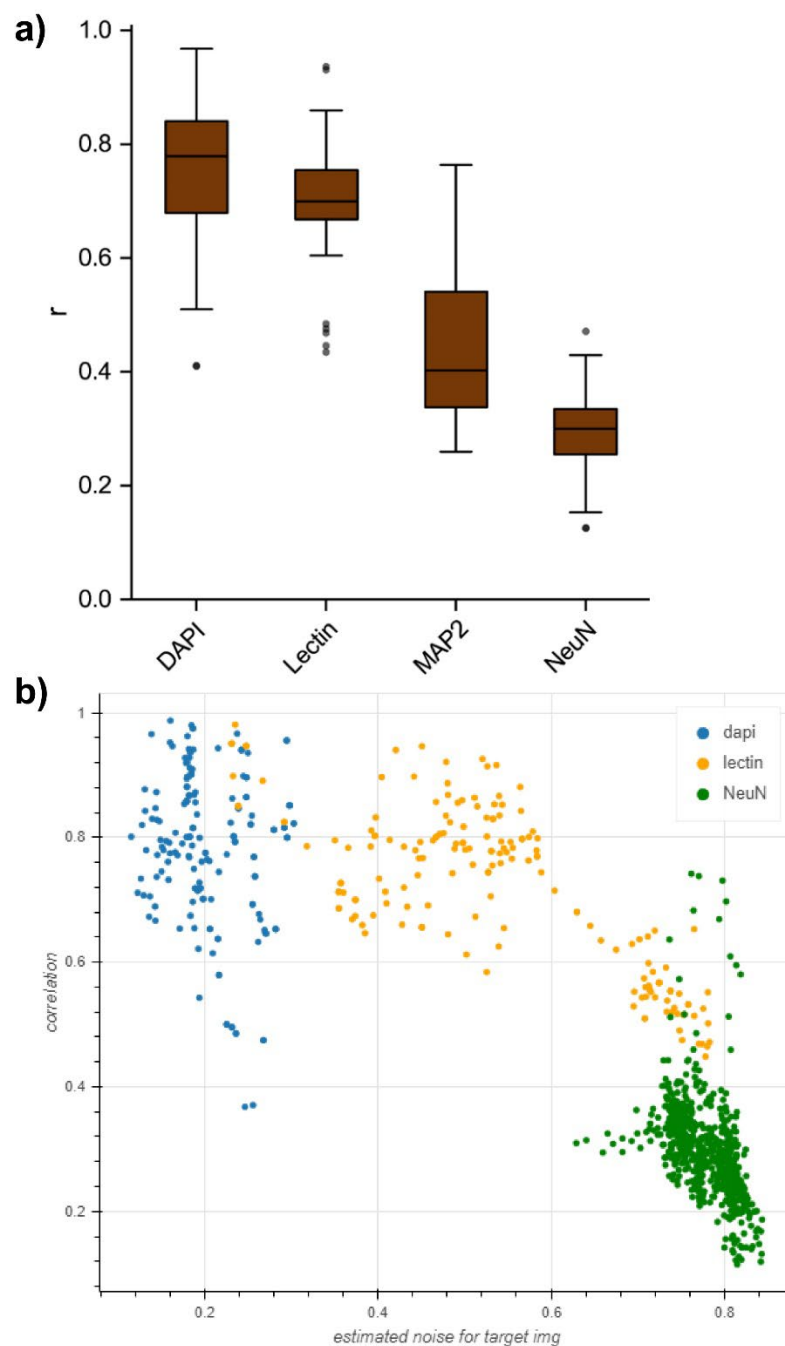 a)
1.0
0.8
0.6
0.4
0.2
0.0
r
DAPI
Lectin
MAP2
NeuN
b)
1
0.8
0.6
0.4
0.2
correlation
dapi
lectin
NeuN
0.2
0.4
0.6
0.8
estimated noise for target img